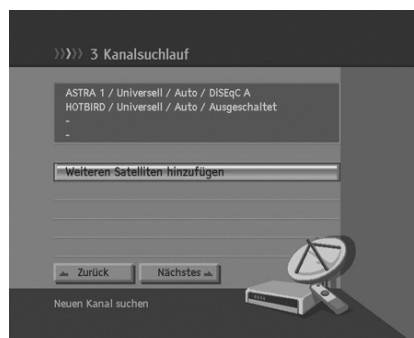 》》》 3 Kanalsuchlauf
ASTRA 1 / Universell / Auto / DiSEqC A
HOTBIRD / Universell / Auto / Ausgeschaltet
-
-
Weiteren Satelliten hinzufügen
Zurück Nächstes
Neuen Kanal suchen